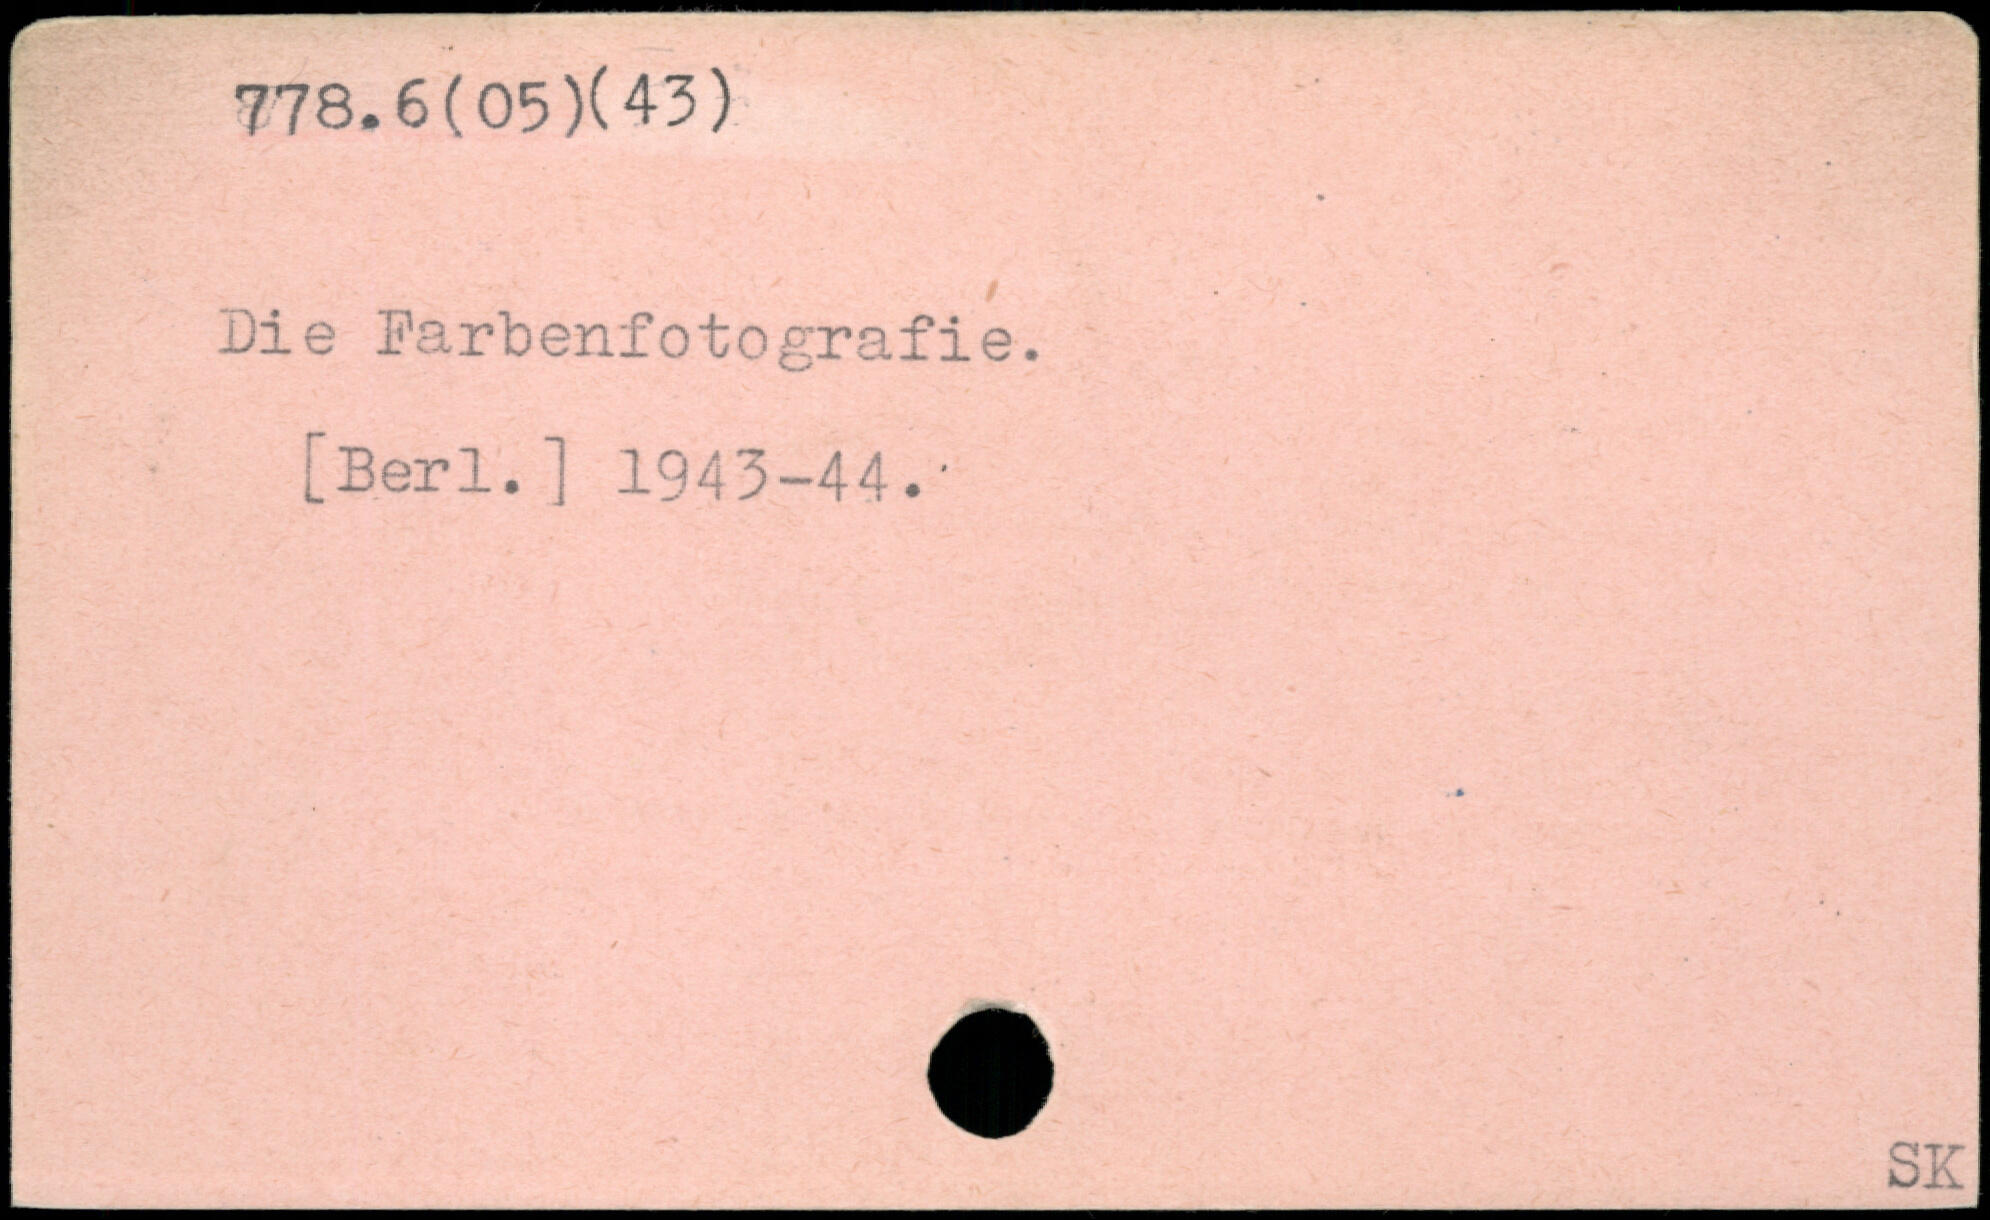 778.6(05)(43)
Die Farbenfotografie.
[Berl.] 1943-44.
SK